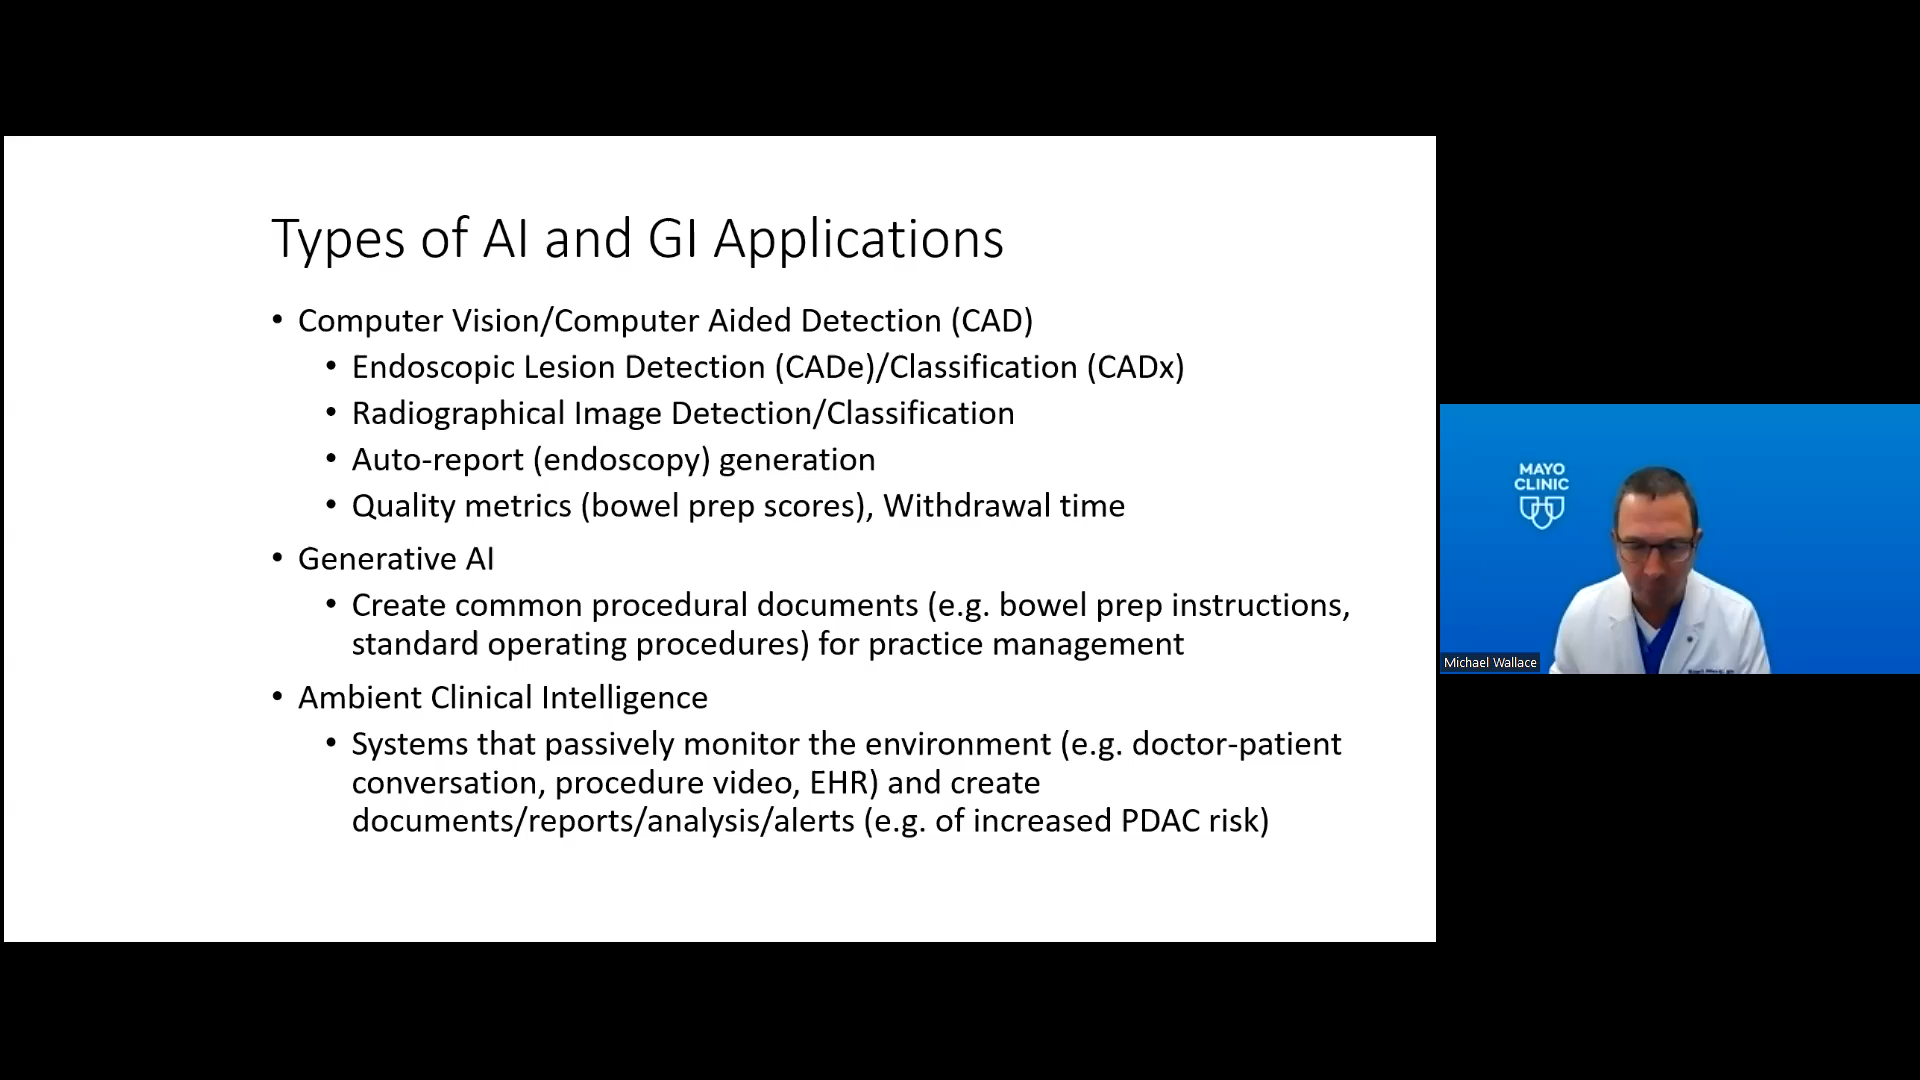 Types of AI and GI Applications
• Computer Vision/Computer Aided Detection (CAD)
• Endoscopic Lesion Detection (CADe)/Classification (CADx)
• Radiographical Image Detection/Classification
• Auto-report (endoscopy) generation
• Quality metrics (bowel prep scores), Withdrawal time
• Generative AI
• Create common procedural documents (e.g. bowel prep instructions,
standard operating procedures) for practice management
• Ambient Clinical Intelligence
• Systems that passively monitor the environment (e.g. doctor-patient
conversation, procedure video, EHR) and create
documents/reports/analysis/alerts (e.g. of increased PDAC risk)
MAYO
CLINIC
Michael Wallace